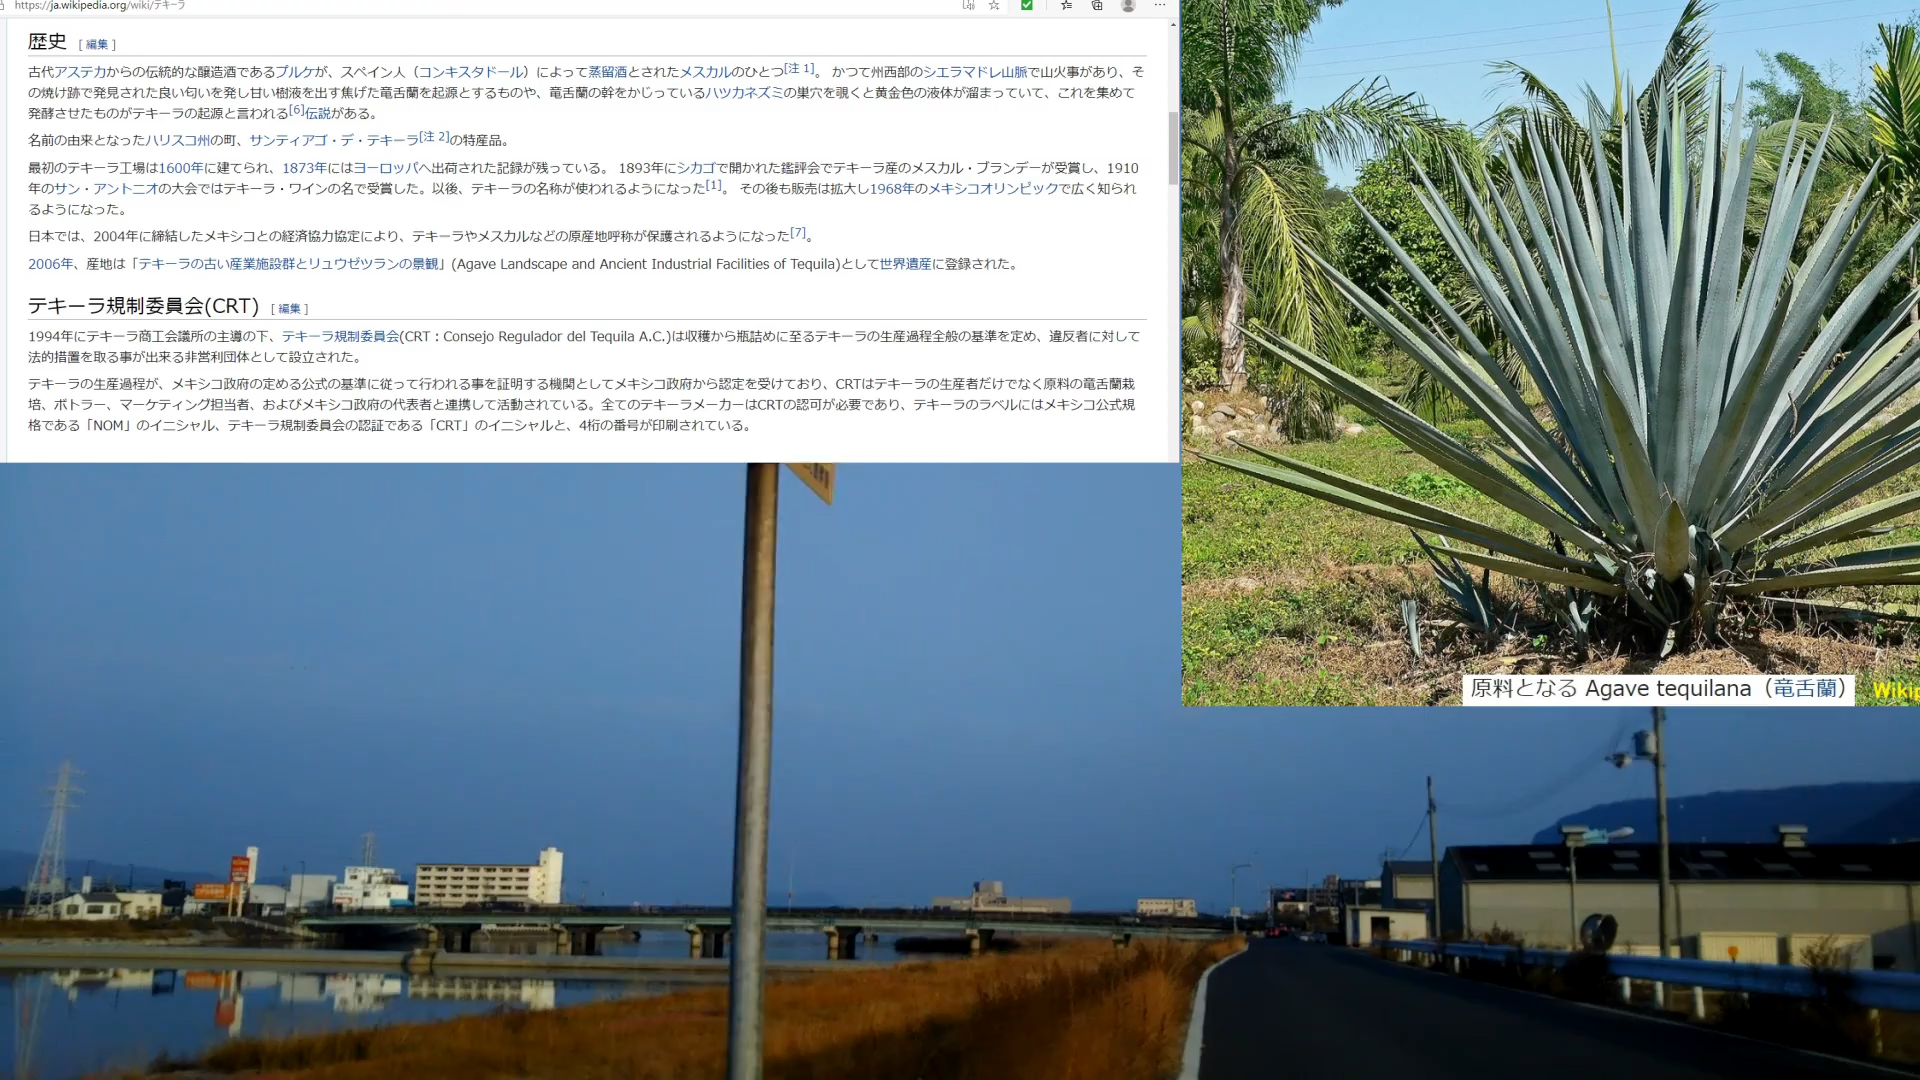 https://ja.wikipedia.org/wiki/テキーラ
歴史 [ 編集 ]
古代アステカからの伝統的な醸造酒であるプルケが、スペイン人（コンキスタドール）によって蒸留酒とされたメスカルのひとつ[注 1]。 かつて州西部のシエラマドレ山脈で山火事があり、そ
の焼け跡で発見された良い匂いを発し甘い樹液を出す焦げた竜舌蘭を起源とするものや、竜舌蘭の幹をかじっているハツカネズミの巣穴を覗くと黄金色の液体が溜まっていて、これを集めて
発酵させたものがテキーラの起源と言われる[6]伝説がある。
名前の由来となったハリスコ州の町、サンティアゴ・デ・テキーラ[注 2]の特産品。
最初のテキーラ工場は1600年に建てられ、1873年にはヨーロッパへ出荷された記録が残っている。 1893年にシカゴで開かれた鑑評会でテキーラ産のメスカル・ブランデーが受賞し、1910
年のサン・アントニオの大会ではテキーラ・ワインの名で受賞した。以後、テキーラの名称が使われるようになった[1]。 その後も販売は拡大し1968年のメキシコオリンピックで広く知られ
るようになった。
日本では、2004年に締結したメキシコとの経済協力協定により、テキーラやメスカルなどの原産地呼称が保護されるようになった[7]。
2006年、産地は「テキーラの古い産業施設群とリュウゼツランの景観」(Agave Landscape and Ancient Industrial Facilities of Tequila)として世界遺産に登録された。
テキーラ規制委員会(CRT) [ 編集 ]
1994年にテキーラ商工会議所の主導の下、テキーラ規制委員会(CRT：Consejo Regulador del Tequila A.C.)は収穫から瓶詰めに至るテキーラの生産過程全般の基準を定め、違反者に対して
法的措置を取る事が出来る非営利団体として設立された。
テキーラの生産過程が、メキシコ政府の定める公式の基準に従って行われる事を証明する機関としてメキシコ政府から認定を受けており、CRTはテキーラの生産者だけでなく原料の竜舌蘭栽
培、ボトラー、マーケティング担当者、およびメキシコ政府の代表者と連携して活動されている。全てのテキーラメーカーはCRTの認可が必要であり、テキーラのラベルにはメキシコ公式規
格である「NOM」のイニシャル、テキーラ規制委員会の認証である「CRT」のイニシャルと、4桁の番号が印刷されている。
原料となる Agave tequilana（竜舌蘭）
Wikip